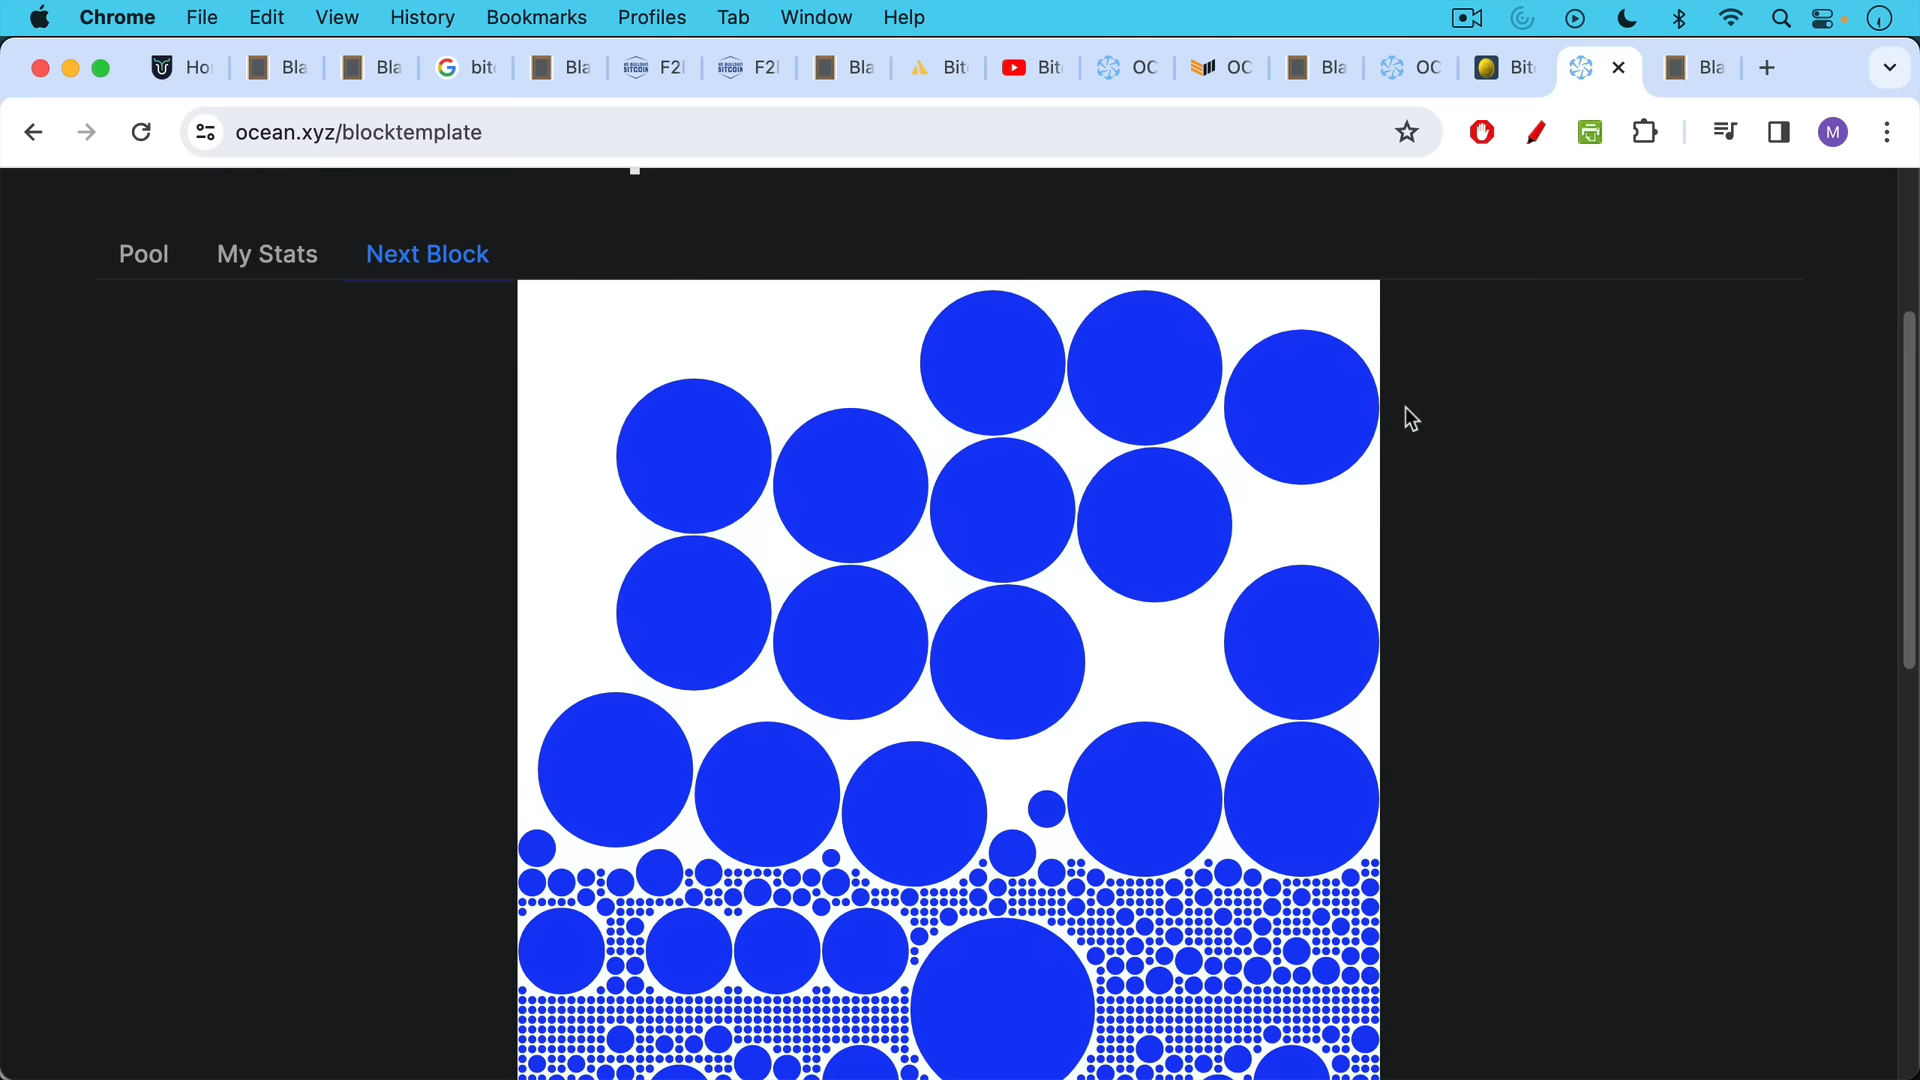 Chrome File Edit View History Bookmarks Profiles Tab Window Help
Ho Bla Bla bit Bla F2 F2 Bla Bit Bit OC OC Bla OC Bit Bla
ocean.xyz/blocktemplate
M
Pool My Stats Next Block